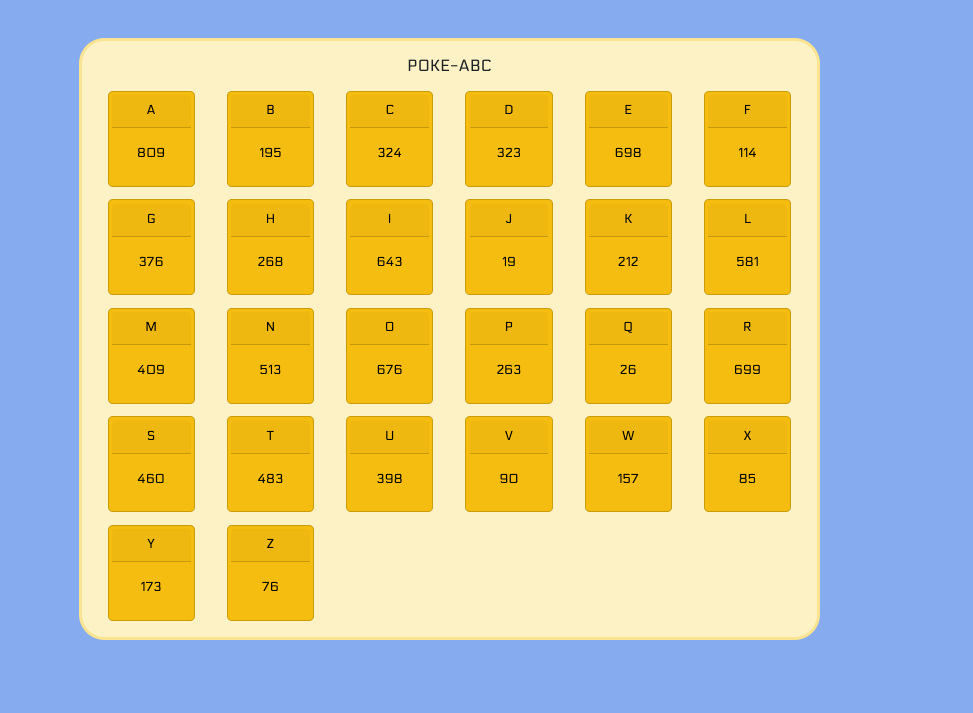 POKE-ABC
A B C D E F
809 195 324 323 698 114
G H I J K L
376 268 643 19 212 581
M N O P Q R
409 513 676 263 26 699
S T U V W X
460 483 398 90 157 85
Y Z
173 76